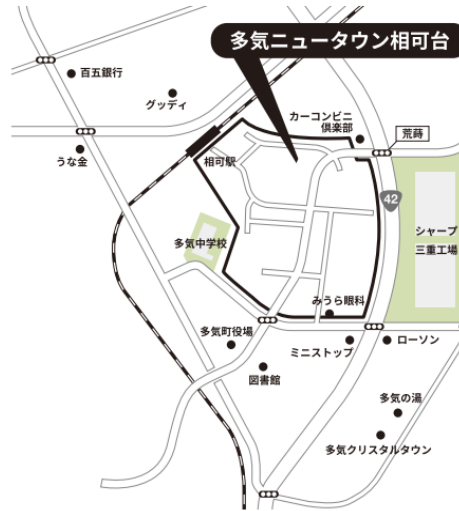 多気ニュータウン相可台
百五銀行
グッディ
カーコンビニ
倶楽部
荒蒔
うな金
相可駅
42
シャープ
三重工場
多気中学校
みうら眼科
多気町役場
ミニストップ
ローソン
図書館
多気の湯
多気クリスタルタウン